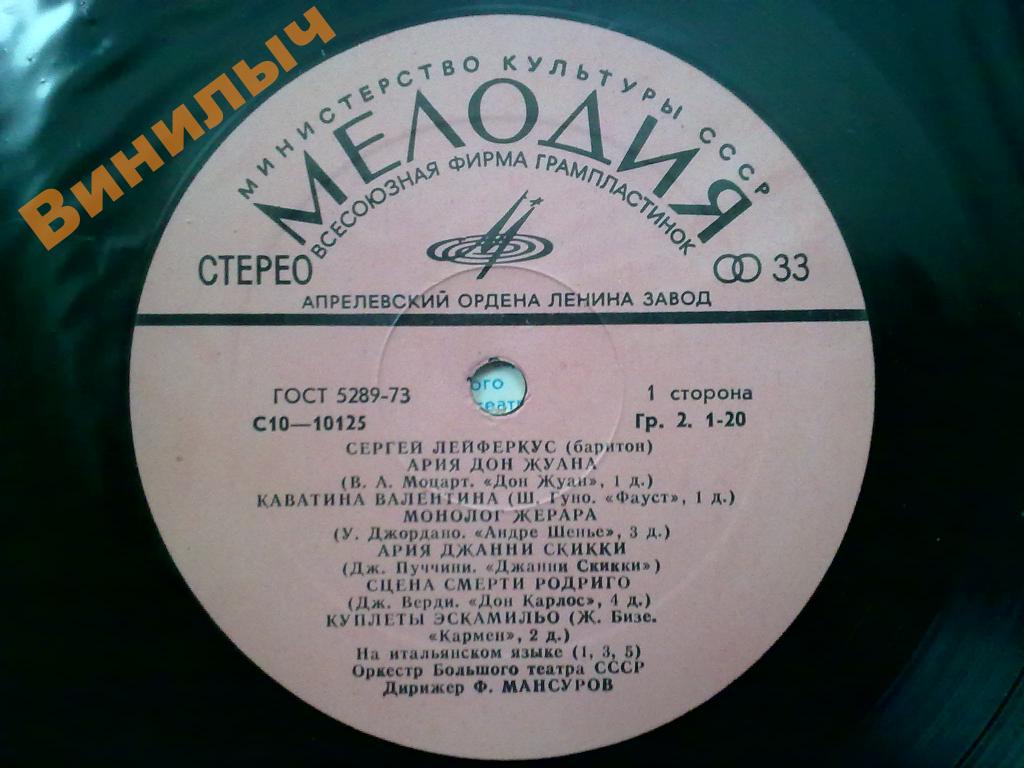 Винилыч
МИНИСТЕРСТВО КУЛЬТУРЫ СССР
МЕЛОДИЯ
ВСЕСОЮЗНАЯ ФИРМА ГРАМПЛАСТИНОК
СТЕРЕО 33
АПРЕЛЕВСКИЙ ОРДЕНА ЛЕНИНА ЗАВОД
ого
еат
ГОСТ 5289-73 1 сторона
С10—10125 Гр. 2. 1-20
СЕРГЕЙ ЛЕЙФЕРКУС (баритон)
АРИЯ ДОН ЖУАНА
(В. А. Моцарт. «Дон Жуан», 1 д.)
КАВАТИНА ВАЛЕНТИНА (Ш. Гуно. «Фауст», 1 д.)
МОНОЛОГ ЖЕРАРА
(У. Джордано. «Андре Шенье», 3 д.)
АРИЯ ДЖАННИ СКИККИ
(Дж. Пуччини. «Джанни Скикки»)
СЦЕНА СМЕРТИ РОДРИГО
(Дж. Верди. «Дон Карлос», 4 д.)
КУПЛЕТЫ ЭСКАМИЛЬО (Ж. Бизе.
«Кармен», 2 д.)
На итальянском языке (1, 3, 5)
Оркестр Большого театра СССР
Дирижер Ф. МАНСУРОВ